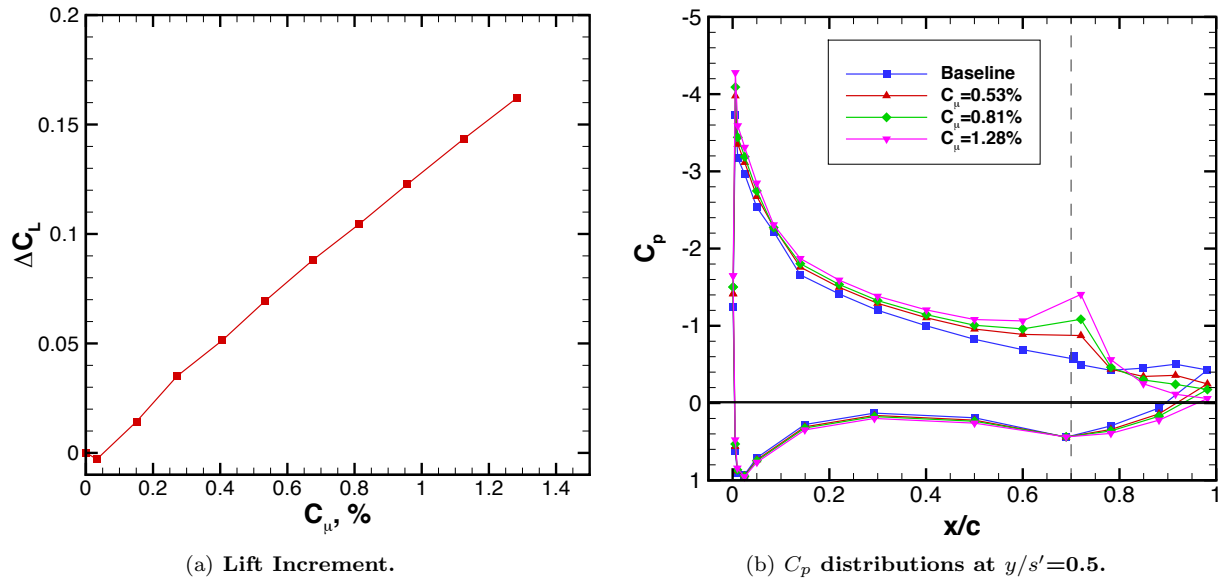 0.2
0.15
0.1
0.05
0
ΔC_L
0 0.2 0.4 0.6 0.8 1 1.2 1.4
C_μ, %
(a) Lift Increment.
-5
-4
-3
-2
-1
0
1
C_p
Baseline
C_μ=0.53%
C_μ=0.81%
C_μ=1.28%
0 0.2 0.4 0.6 0.8 1
x/c
(b) C_p distributions at y/s′=0.5.